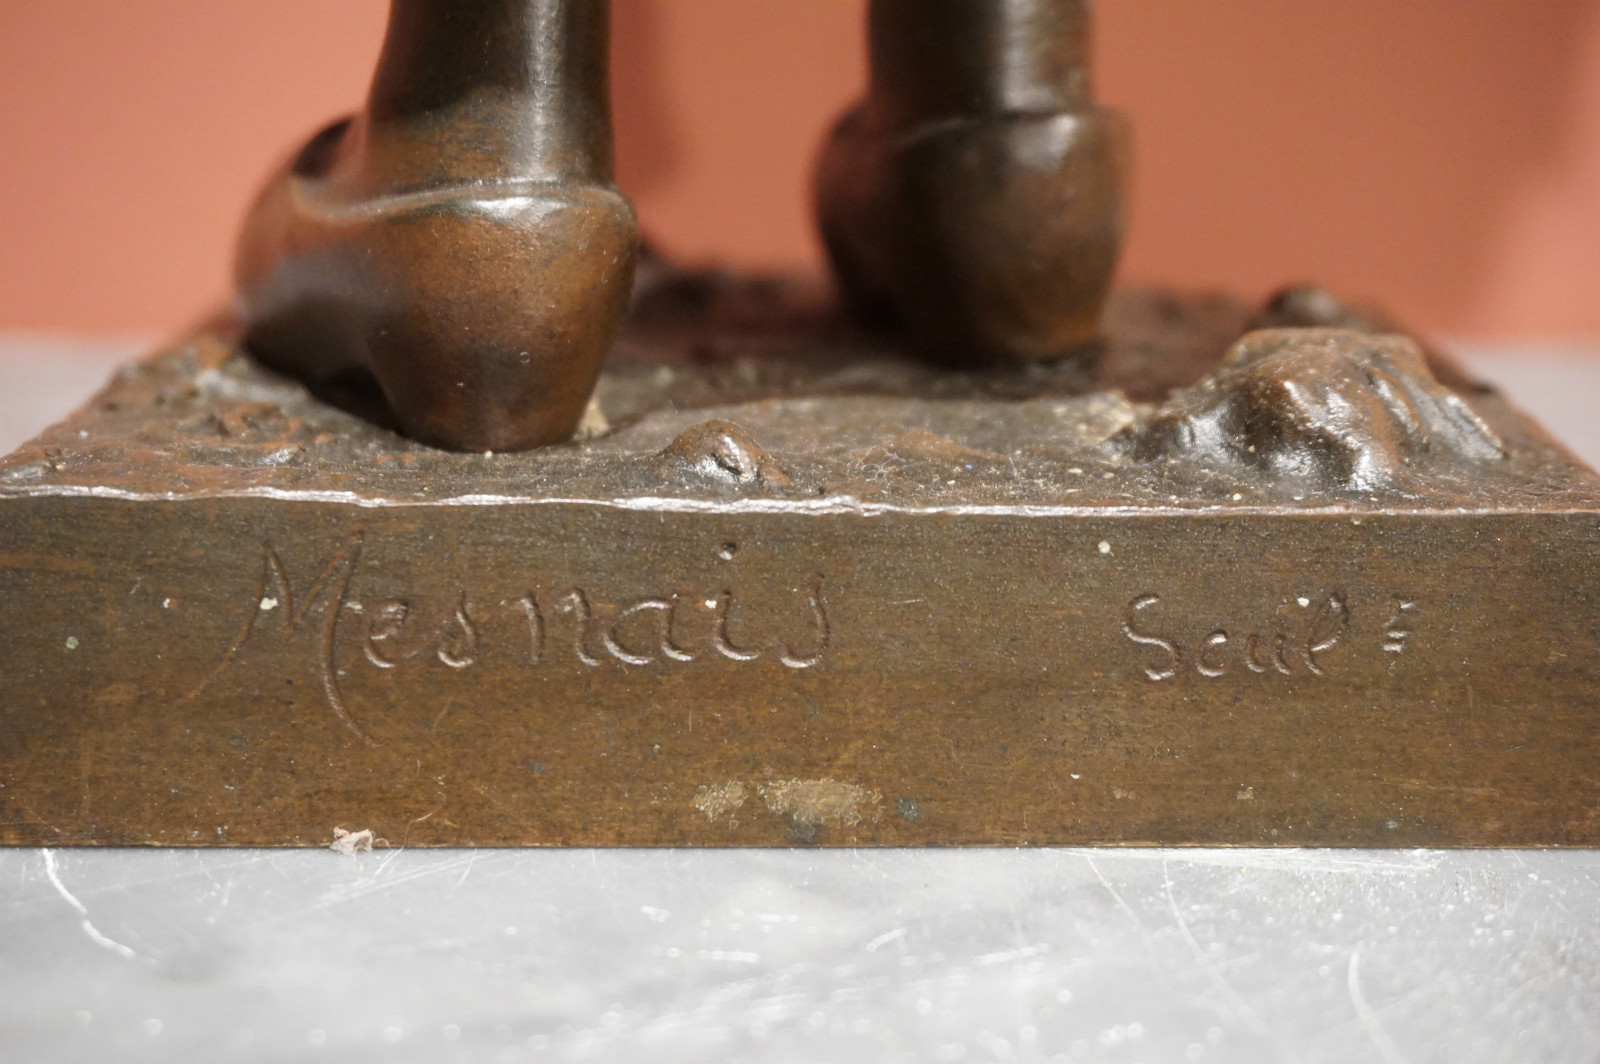 Mesnais Scul ᵗ